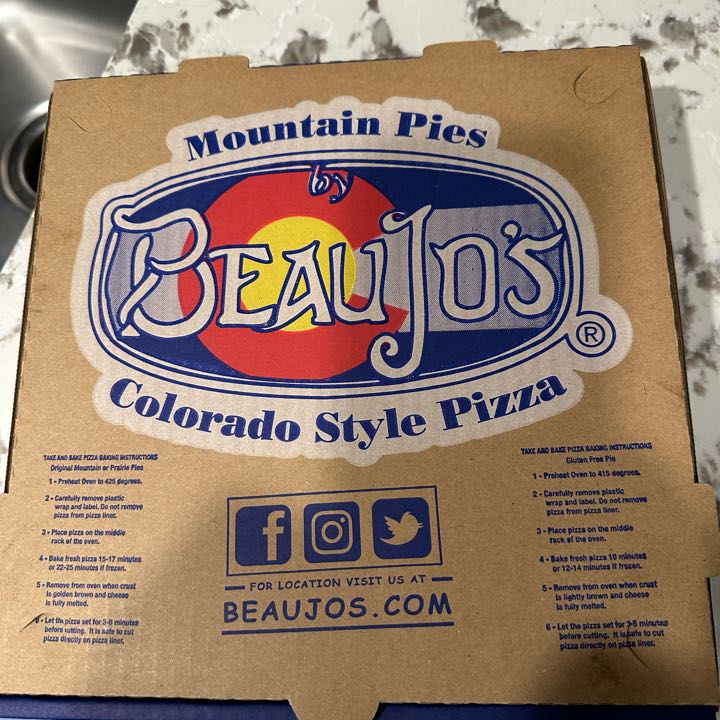 Mountain Pies
by
BEAUJO'S
®
Colorado Style Pizza
TAKE AND BAKE PIZZA BAKING INSTRUCTIONS
Original Mountain or Prairie Pies
1 - Preheat Oven to 425 degrees.
2 - Carefully remove plastic
wrap and label. Do not remove
pizza from pizza liner.
3 - Place pizza on the middle
rack of the oven.
4 - Bake fresh pizza 15-17 minutes
or 22-25 minutes if frozen.
5 - Remove from oven when crust
is golden brown and cheese
is fully melted.
6 - Let the pizza set for 3-5 minutes
before cutting. It is safe to cut
pizza directly on pizza liner.
TAKE AND BAKE PIZZA BAKING INSTRUCTIONS
Gluten Free Pie
1 - Preheat Oven to 415 degrees.
2 - Carefully remove plastic
wrap and label. Do not remove
pizza from pizza liner.
3 - Place pizza on the middle
rack of the oven.
4 - Bake fresh pizza 10 minutes
or 12-14 minutes if frozen.
5 - Remove from oven when crust
is lightly brown and cheese
is fully melted.
6 - Let the pizza set for 3-5 minutes
before cutting. It is safe to cut
pizza directly on pizza liner.
FOR LOCATION VISIT US AT
BEAUJOS.COM